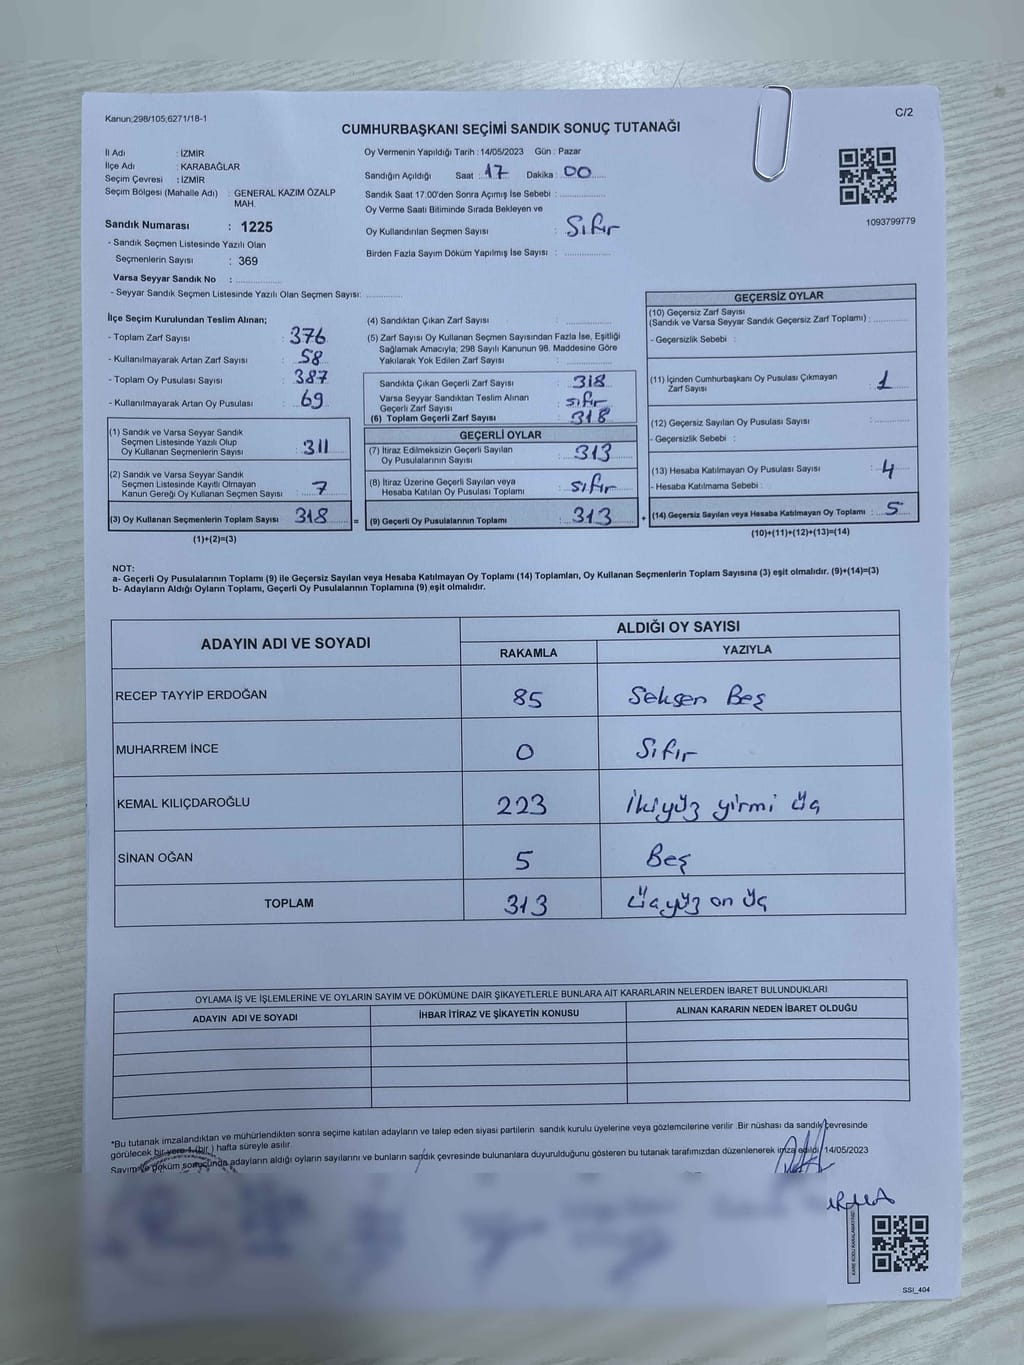 Kanun;298/105;6271/18-1
C/2
CUMHURBAŞKANI SEÇİMİ SANDIK SONUÇ TUTANAĞI
İl Adı : İZMİR
İlçe Adı : KARABAĞLAR
Seçim Çevresi : İZMİR
Seçim Bölgesi (Mahalle Adı) : GENERAL KAZIM ÖZALP
MAH.
Sandık Numarası : 1225
- Sandık Seçmen Listesinde Yazılı Olan
Seçmenlerin Sayısı : 369
Varsa Seyyar Sandık No : ..................
- Seyyar Sandık Seçmen Listesinde Yazılı Olan Seçmen Sayısı: ..............
Oy Vermenin Yapıldığı Tarih : 14/05/2023 Gün : Pazar
Sandığın Açıldığı Saat : 17 Dakika : 00
Sandık Saat 17.00'den Sonra Açımış İse Sebebi : ..................
Oy Verme Saati Bitiminde Sırada Bekleyen ve
Oy Kullandırılan Seçmen Sayısı : Sıfır
Birden Fazla Sayım Döküm Yapılmış İse Sayısı : ..................
1093799779
İlçe Seçim Kurulundan Teslim Alınan;
- Toplam Zarf Sayısı : 376
- Kullanılmayarak Artan Zarf Sayısı : 58
- Toplam Oy Pusulası Sayısı : 387
- Kullanılmayarak Artan Oy Pusulası : 69
(1) Sandık ve Varsa Seyyar Sandık
Seçmen Listesinde Yazılı Olup
Oy Kullanan Seçmenlerin Sayısı : 311
(2) Sandık ve Varsa Seyyar Sandık
Seçmen Listesinde Kayıtlı Olmayan
Kanun Gereği Oy Kullanan Seçmen Sayısı : 7
(3) Oy Kullanan Seçmenlerin Toplam Sayısı 318
(1)+(2)=(3)
(4) Sandıktan Çıkan Zarf Sayısı : ..................
(5) Zarf Sayısı Oy Kullanan Seçmen Sayısından Fazla İse, Eşitliği
Sağlamak Amacıyla; 298 Sayılı Kanunun 98. Maddesine Göre
Yakılarak Yok Edilen Zarf Sayısı : ..................
Sandıkta Çıkan Geçerli Zarf Sayısı : 318
Varsa Seyyar Sandıktan Teslim Alınan
Geçerli Zarf Sayısı : sıfır
(6) Toplam Geçerli Zarf Sayısı : 318
GEÇERLİ OYLAR
(7) İtiraz Edilmeksizin Geçerli Sayılan
Oy Pusulalarının Sayısı : 313
(8) İtiraz Üzerine Geçerli Sayılan veya
Hesaba Katılan Oy Pusulası Toplamı : sıfır
= (9) Geçerli Oy Pusulalarının Toplamı : 313 +
GEÇERSİZ OYLAR
(10) Geçersiz Zarf Sayısı
(Sandık ve Varsa Seyyar Sandık Geçersiz Zarf Toplamı) : ............
- Geçersizlik Sebebi :
(11) İçinden Cumhurbaşkanı Oy Pusulası Çıkmayan
Zarf Sayısı : 1
(12) Geçersiz Sayılan Oy Pusulası Sayısı : ............
- Geçersizlik Sebebi :
(13) Hesaba Katılmayan Oy Pusulası Sayısı : 4
- Hesaba Katılmama Sebebi :
(14) Geçersiz Sayılan veya Hesaba Katılmayan Oy Toplamı : 5
(10)+(11)+(12)+(13)=(14)
NOT:
a- Geçerli Oy Pusulalarının Toplamı (9) ile Geçersiz Sayılan veya Hesaba Katılmayan Oy Toplamı (14) Toplamları, Oy Kullanan Seçmenlerin Toplam Sayısına (3) eşit olmalıdır. (9)+(14)=(3)
b- Adayların Aldığı Oyların Toplamı, Geçerli Oy Pusulalarının Toplamına (9) eşit olmalıdır.
ADAYIN ADI VE SOYADI ALDIĞI OY SAYISI
RAKAMLA YAZIYLA
RECEP TAYYİP ERDOĞAN 85 Seksen Beş
MUHARREM İNCE 0 Sıfır
KEMAL KILIÇDAROĞLU 223 İkiyüz yirmi üç
SİNAN OĞAN 5 Beş
TOPLAM 313 üçyüz on üç
OYLAMA İŞ VE İŞLEMLERİNE VE OYLARIN SAYIM VE DÖKÜMÜNE DAİR ŞİKAYETLERLE BUNLARA AİT KARARLARIN NELERDEN İBARET BULUNDUKLARI
ADAYIN ADI VE SOYADI İHBAR İTİRAZ VE ŞİKAYETİN KONUSU ALINAN KARARIN NEDEN İBARET OLDUĞU
*Bu tutanak imzalandıktan ve mühürlendikten sonra seçime katılan adayların ve talep eden siyasi partilerin sandık kurulu üyelerine veya gözlemcilerine verilir .Bir nüshası da sandık çevresinde
görülecek bir yere 1 (bir ) hafta süreyle asılır.
Sayım ve döküm sonucunda adayların aldığı oyların sayılarını ve bunların sandık çevresinde bulunanlara duyurulduğunu gösteren bu tutanak tarafımızdan düzenlenerek imza edildi. 14/05/2023
SSI_404